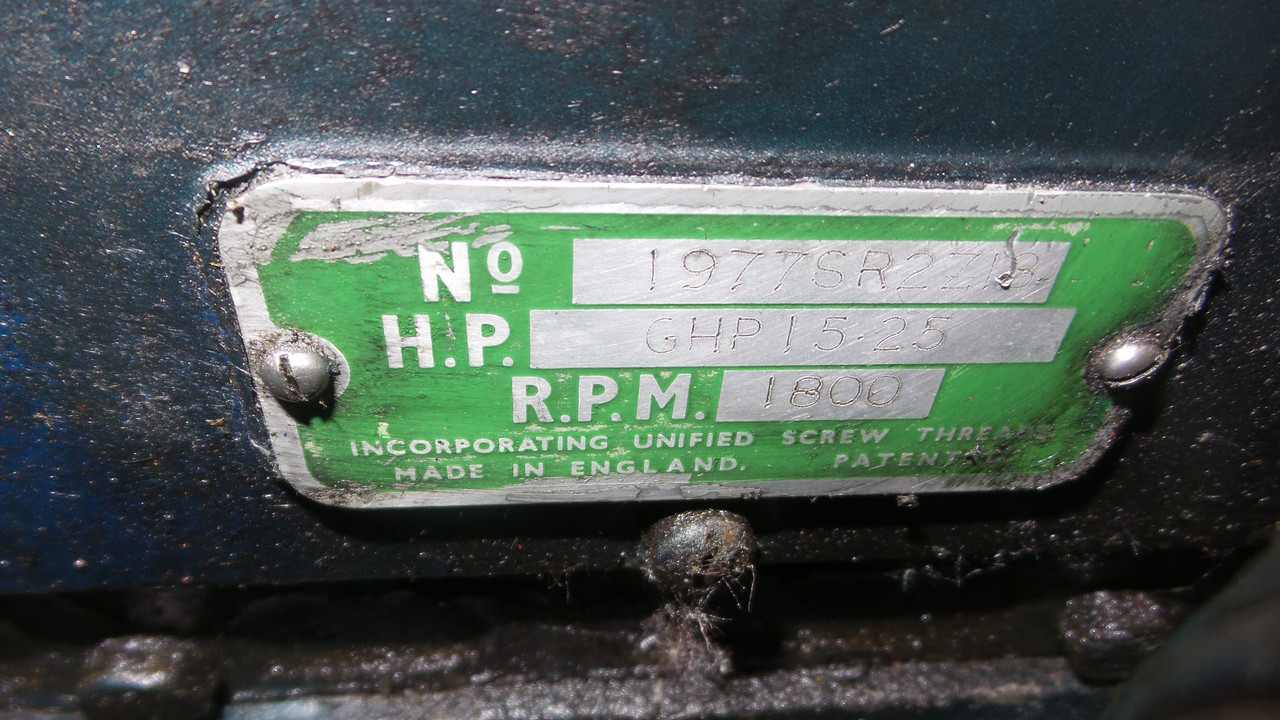 Nº 1977SR2Z18
H.P. GHP15·25
R.P.M. 1800
INCORPORATING UNIFIED SCREW THREADS
MADE IN ENGLAND. PATENTED